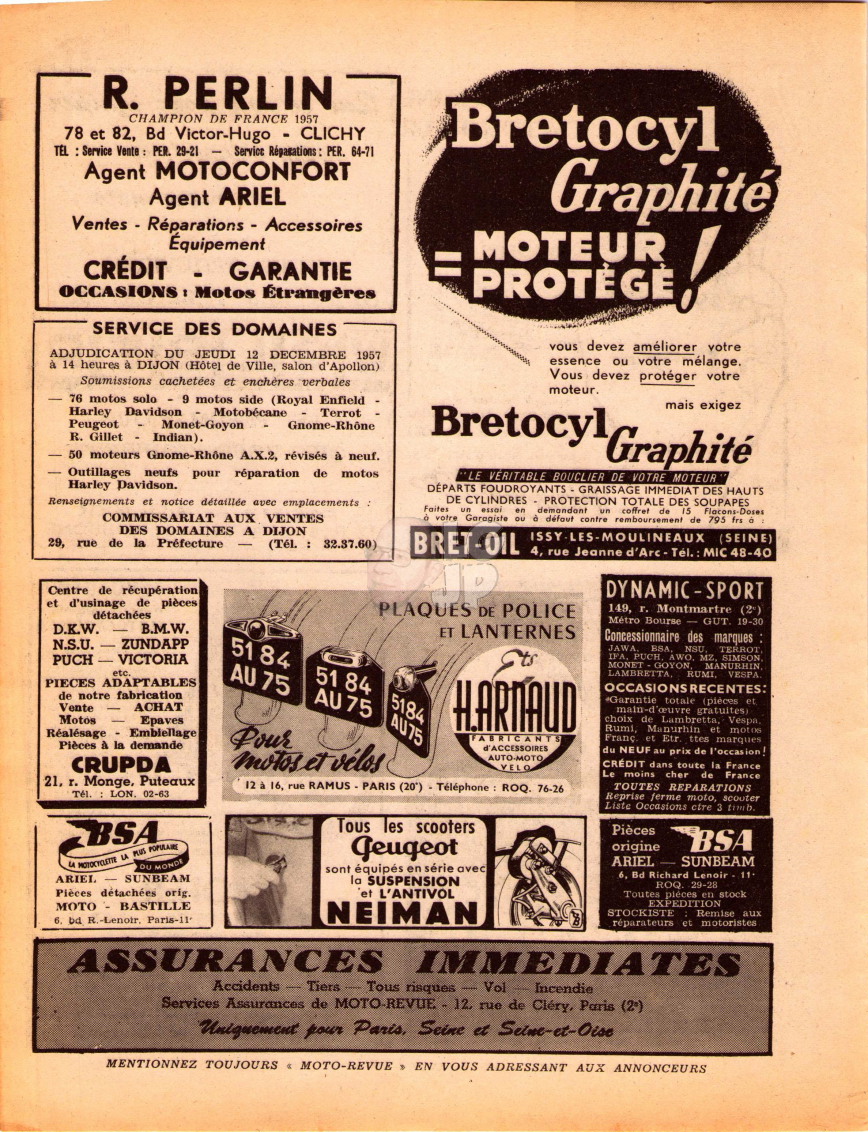 R. PERLIN
CHAMPION DE FRANCE 1957
78 et 82, Bd Victor-Hugo - CLICHY
TÉL : Service Vente : PER. 29-21 — Service Réparations : PER. 64-71
Agent MOTOCONFORT
Agent ARIEL
Ventes - Réparations - Accessoires
Équipement
CRÉDIT - GARANTIE
OCCASIONS : Motos Étrangères
Bretocyl
Graphité
= MOTEUR
PROTÉGÉ !
vous devez améliorer votre
essence ou votre mélange.
Vous devez protéger votre
moteur.
mais exigez
Bretocyl
Graphité
"LE VÉRITABLE BOUCLIER DE VOTRE MOTEUR"
DÉPARTS FOUDROYANTS - GRAISSAGE IMMEDIAT DES HAUTS
DE CYLINDRES - PROTECTION TOTALE DES SOUPAPES
Faites un essai en demandant un coffret de 15 Flacons-Doses
à votre Garagiste ou à défaut contre remboursement de 795 frs à :
BRET-OIL
ISSY-LES-MOULINEAUX (SEINE)
4, rue Jeanne d'Arc - Tél. : MIC 48-40
SERVICE DES DOMAINES
ADJUDICATION DU JEUDI 12 DECEMBRE 1957
à 14 heures à DIJON (Hôtel de Ville, salon d'Apollon)
Soumissions cachetées et enchères verbales
— 76 motos solo - 9 motos side (Royal Enfield -
Harley Davidson - Motobécane - Terrot -
Peugeot - Monet-Goyon - Gnome-Rhône
R. Gillet - Indian).
— 50 moteurs Gnome-Rhône A.X.2, révisés à neuf.
— Outillages neufs pour réparation de motos
Harley Davidson.
Renseignements et notice détaillée avec emplacements :
COMMISSARIAT AUX VENTES
DES DOMAINES A DIJON
29, rue de la Préfecture — (Tél. : 32.37.60)
JP
Centre de récupération
et d'usinage de pièces
détachées
D.K.W. — B.M.W.
N.S.U. — ZUNDAPP
PUCH — VICTORIA
etc.
PIECES ADAPTABLES
de notre fabrication
Vente — ACHAT
Motos — Epaves
Réalésage - Embiellage
Pièces à la demande
CRUPDA
21, r. Monge, Puteaux
Tél. : LON. 02-63
PLAQUES DE POLICE
ET LANTERNES
51 84
AU 75
51 84
AU 75
51 84
AU 75
Ets
H. ARNAUD
FABRICANTS
d'ACCESSOIRES
AUTO-MOTO
VELO
Pour
motos et vélos
12 à 16, rue RAMUS - PARIS (20e) - Téléphone : ROQ. 76-26
DYNAMIC-SPORT
149, r. Montmartre (2e)
Métro Bourse — GUT. 19-30
Concessionnaire des marques :
JAWA, BSA, NSU, TERROT,
IFA, PUCH, AWO, MZ, SIMSON,
MONET - GOYON, MANURHIN,
LAMBRETTA, RUMI, VESPA.
OCCASIONS RECENTES :
Garantie totale (pièces et
main-d'œuvre gratuites)
choix de Lambretta, Vespa,
Rumi, Manurhin et motos
Franç. et Etr. ttes marques
du NEUF au prix de l'occasion !
CRÉDIT dans toute la France
Le moins cher de France
TOUTES REPARATIONS
Reprise ferme moto, scooter
Liste Occasions ctre 3 timb.
BSA
LA MOTOCYCLETTE LA PLUS POPULAIRE
DU MONDE
ARIEL — SUNBEAM
Pièces détachées orig.
MOTO - BASTILLE
6, bd R.-Lenoir, Paris-11e
Tous les scooters
Peugeot
sont équipés en série avec
la SUSPENSION
et L'ANTIVOL
NEIMAN
Pièces
origine
BSA
ARIEL — SUNBEAM
6, Bd Richard Lenoir - 11e
ROQ. 29-28
Toutes pièces en stock
EXPEDITION
STOCKISTE : Remise aux
réparateurs et motoristes
ASSURANCES IMMEDIATES
Accidents — Tiers — Tous risques — Vol — Incendie
Services Assurances de MOTO-REVUE - 12, rue de Cléry, Paris (2e)
Uniquement pour Paris, Seine et Seine-et-Oise
MENTIONNEZ TOUJOURS « MOTO-REVUE » EN VOUS ADRESSANT AUX ANNONCEURS